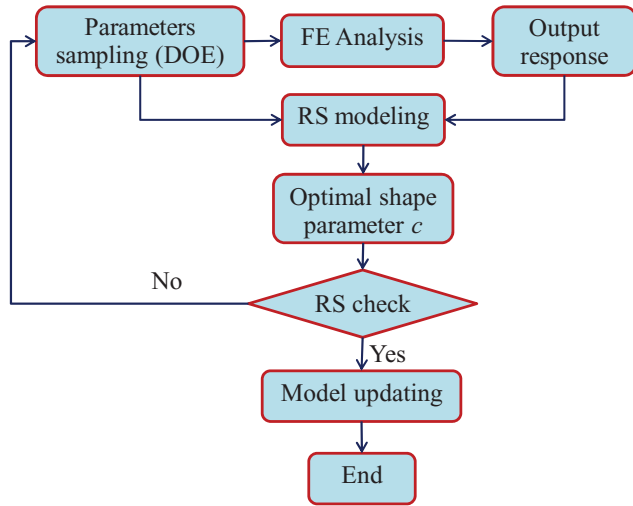 Parameters
sampling (DOE)
FE Analysis
Output
response
RS modeling
Optimal shape
parameter c
No
RS check
Yes
Model updating
End